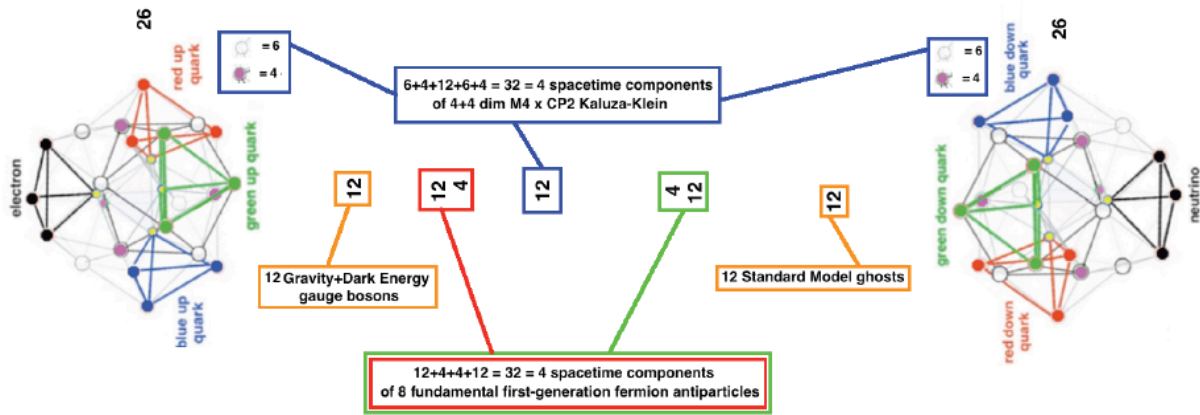 26
red up
quark
green up quark
electron
blue up
quark
= 6
= 4
6+4+12+6+4 = 32 = 4 spacetime components
of 4+4 dim M4 x CP2 Kaluza-Klein
12
12
4
12
4
12
12
12 Gravity+Dark Energy
gauge bosons
12 Standard Model ghosts
12+4+4+12 = 32 = 4 spacetime components
of 8 fundamental first-generation fermion antiparticles
= 6
= 4
26
blue down
quark
green down quark
neutrino
red down
quark